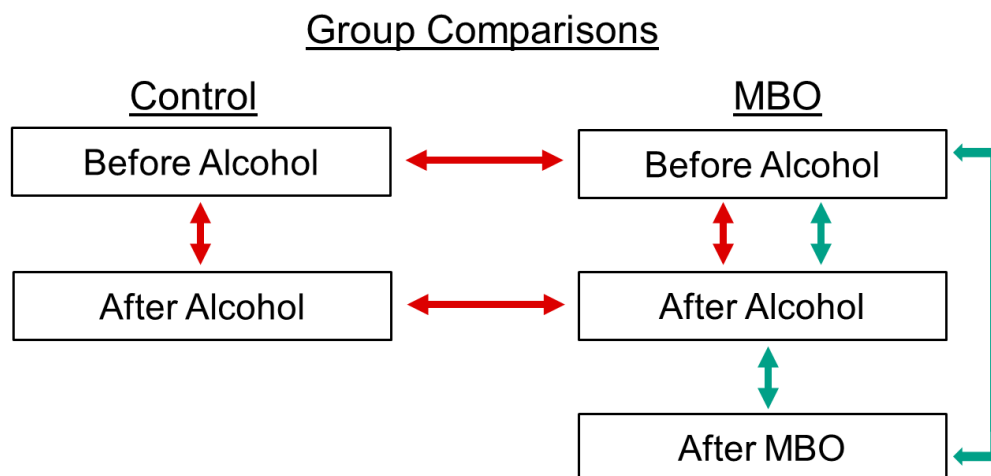 Group Comparisons
Control
MBO
Before Alcohol
Before Alcohol
After Alcohol
After Alcohol
After MBO